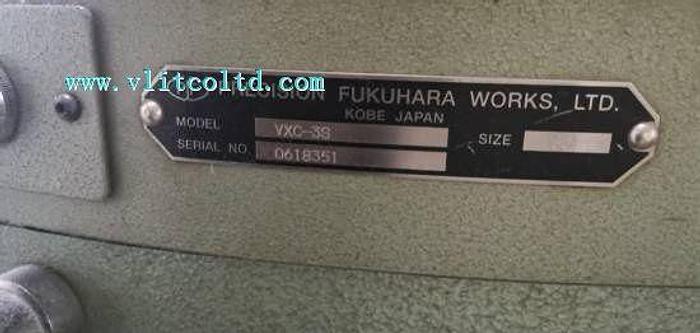 www.vlitcoltd.com
PRECISION FUKUHARA WORKS, LTD.
KOBE JAPAN
MODEL VXC-3S SIZE
SERIAL NO. 0618351